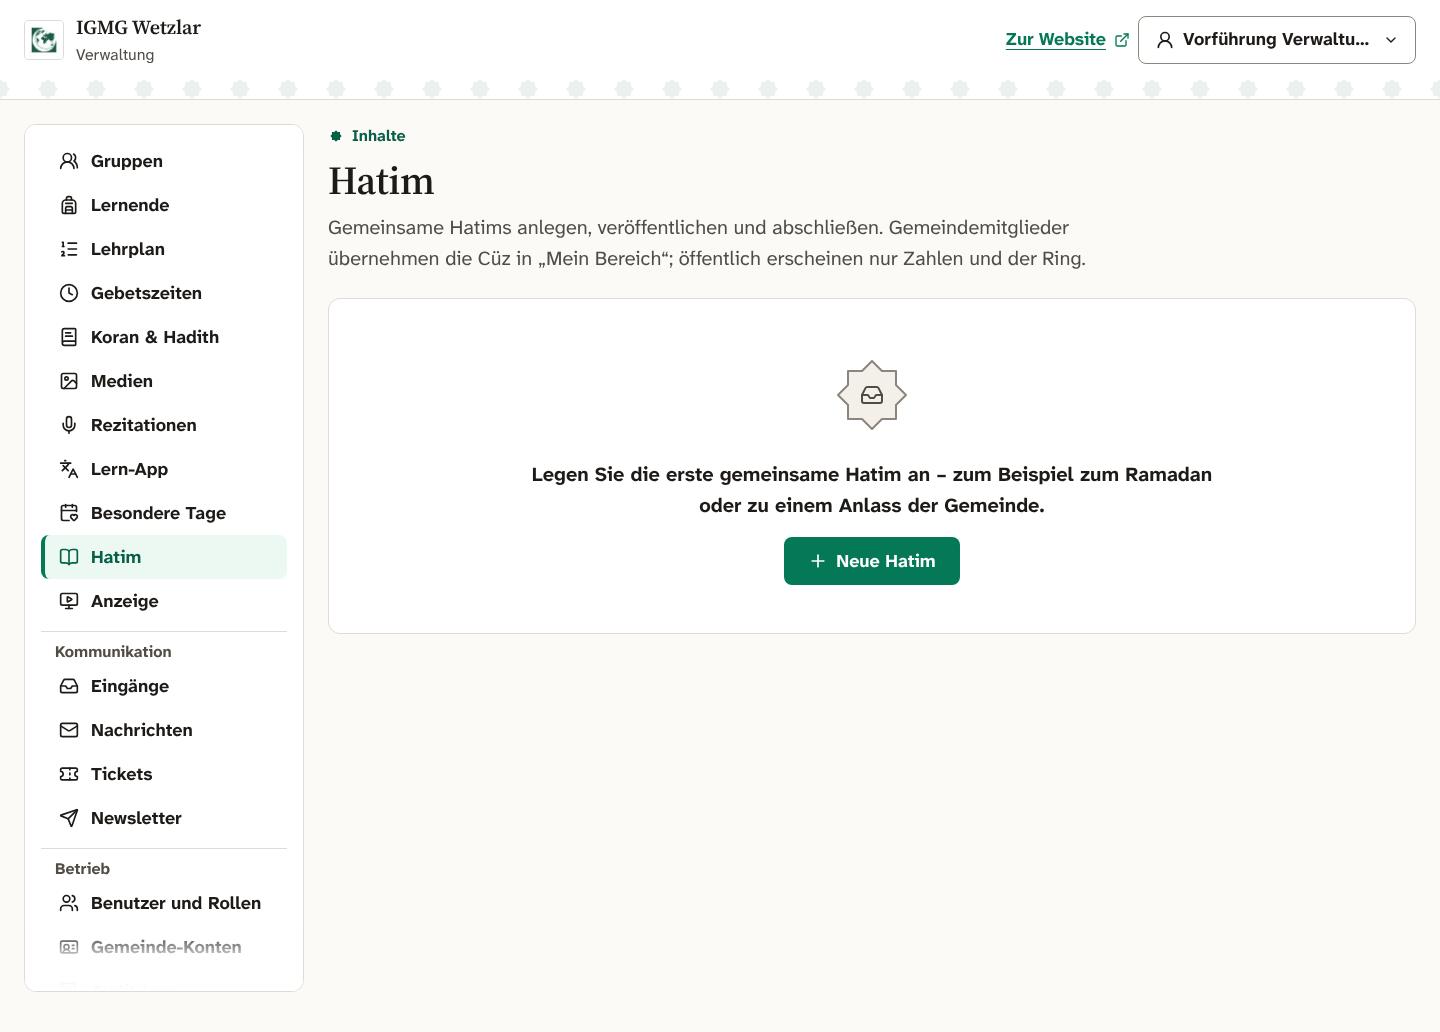 IGMG Wetzlar
Verwaltung
Zur Website
Vorführung Verwaltu...
Gruppen
Lernende
Lehrplan
Gebetszeiten
Koran & Hadith
Medien
Rezitationen
Lern-App
Besondere Tage
Hatim
Anzeige
Kommunikation
Eingänge
Nachrichten
Tickets
Newsletter
Betrieb
Benutzer und Rollen
Gemeinde-Konten
Inhalte
Hatim
Gemeinsame Hatims anlegen, veröffentlichen und abschließen. Gemeindemitglieder
übernehmen die Cüz in „Mein Bereich“; öffentlich erscheinen nur Zahlen und der Ring.
Legen Sie die erste gemeinsame Hatim an – zum Beispiel zum Ramadan
oder zu einem Anlass der Gemeinde.
Neue Hatim